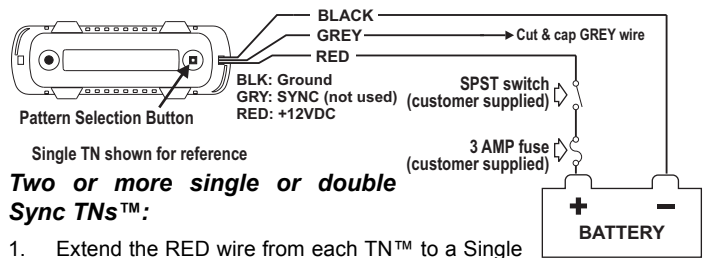 BLACK
GREY
Cut & cap GREY wire
RED
BLK: Ground
GRY: SYNC (not used)
RED: +12VDC
SPST switch
(customer supplied)
Pattern Selection Button
3 AMP fuse
(customer supplied)
Single TN shown for reference
+ –
BATTERY
Two or more single or double
Sync TNs™:
1. Extend the RED wire from each TN™ to a Single